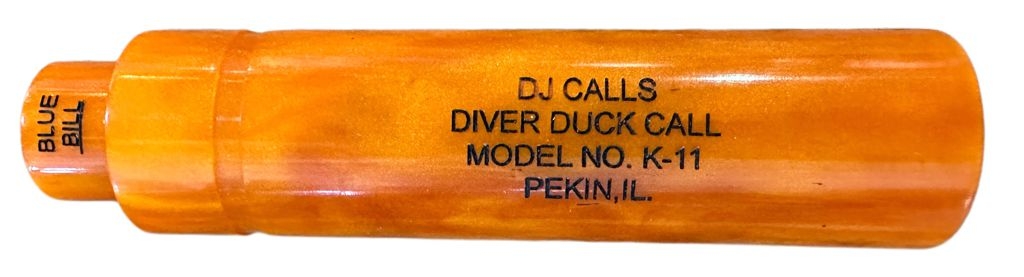 BLUE
BILL
DJ CALLS
DIVER DUCK CALL
MODEL NO. K-11
PEKIN,IL.